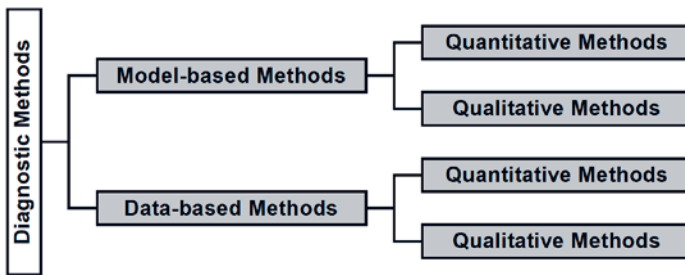 Diagnostic Methods
Model-based Methods
Quantitative Methods
Qualitative Methods
Data-based Methods
Quantitative Methods
Qualitative Methods